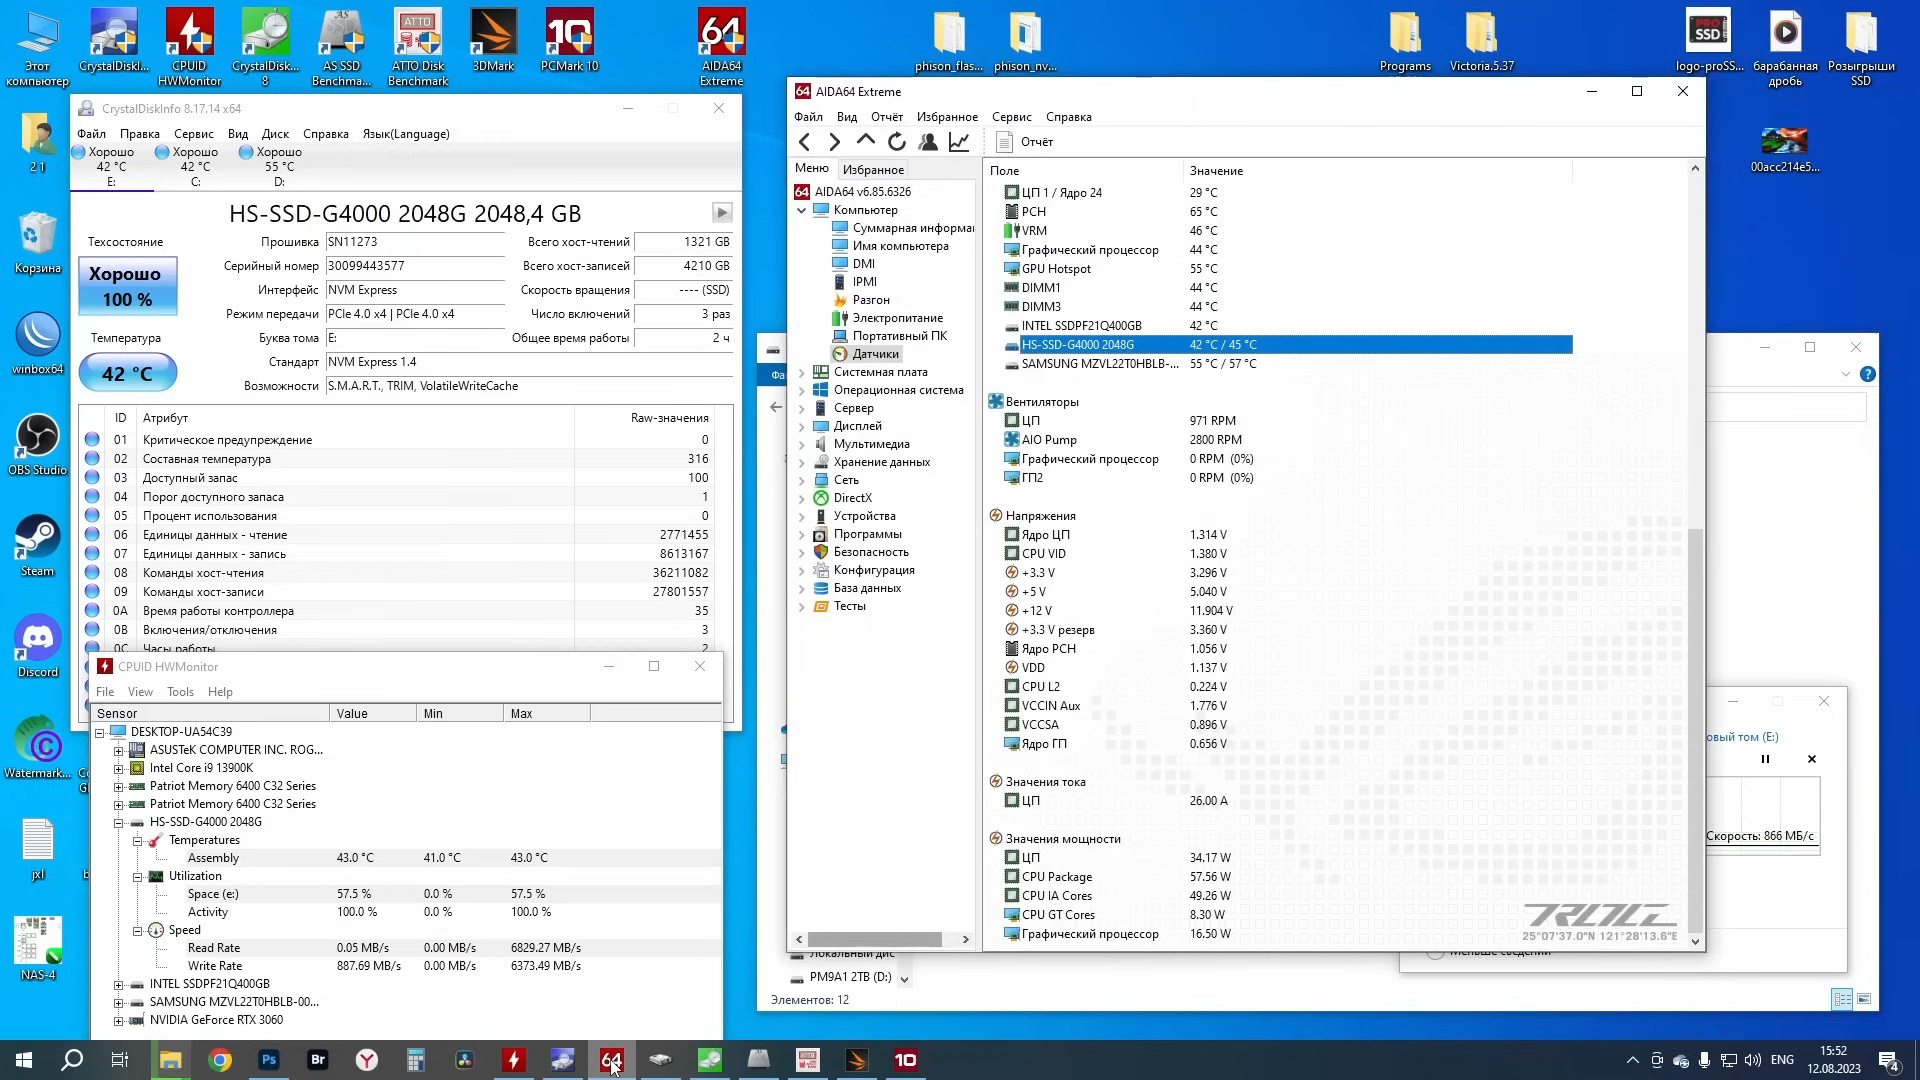 Этот компьютер
CrystalDiskI...
CPUID HWMonitor
CrystalDisk... 8
AS SSD Benchma...
ATTO Disk Benchmark
3DMark
PCMark 10
AIDA64 Extreme
phison_flas...
phison_nv...
Programs
Victoria.5.37
logo-proSS...
барабанная дробь
Розыгрыши SSD
2 1
Корзина
winbox64
OBS Studio
Steam
Discord
Watermark...
jxl
NAS-4
00acc214e5...
CrystalDiskInfo 8.17.14 x64
Файл Правка Сервис Вид Диск Справка Язык(Language)
Хорошо Хорошо Хорошо
42 °C 42 °C 55 °C
E: C: D:
HS-SSD-G4000 2048G 2048,4 GB
Техсостояние
Хорошо
100 %
Температура
42 °C
Прошивка SN11273
Серийный номер 30099443577
Интерфейс NVM Express
Режим передачи PCIe 4.0 x4 | PCIe 4.0 x4
Буква тома E:
Стандарт NVM Express 1.4
Возможности S.M.A.R.T., TRIM, VolatileWriteCache
Всего хост-чтений 1321 GB
Всего хост-записей 4210 GB
Скорость вращения ---- (SSD)
Число включений 3 раз
Общее время работы 2 ч
ID Атрибут Raw-значения
01 Критическое предупреждение 0
02 Составная температура 316
03 Доступный запас 100
04 Порог доступного запаса 1
05 Процент использования 0
06 Единицы данных - чтение 2771455
07 Единицы данных - запись 8613167
08 Команды хост-чтения 36211082
09 Команды хост-записи 27801557
0A Время работы контроллера 35
0B Включения/отключения 3
0C Часы работы 2
CPUID HWMonitor
File View Tools Help
Sensor Value Min Max
DESKTOP-UA54C39
ASUSTeK COMPUTER INC. ROG...
Intel Core i9 13900K
Patriot Memory 6400 C32 Series
Patriot Memory 6400 C32 Series
HS-SSD-G4000 2048G
Temperatures
Assembly 43.0 °C 41.0 °C 43.0 °C
Utilization
Space (e:) 57.5 % 0.0 % 57.5 %
Activity 100.0 % 0.0 % 100.0 %
Speed
Read Rate 0.05 MB/s 0.00 MB/s 6829.27 MB/s
Write Rate 887.69 MB/s 0.00 MB/s 6373.49 MB/s
INTEL SSDPF21Q400GB
SAMSUNG MZVL22T0HBLB-00...
NVIDIA GeForce RTX 3060
AIDA64 Extreme
Файл Вид Отчёт Избранное Сервис Справка
Отчёт
Меню Избранное
AIDA64 v6.85.6326
Компьютер
Суммарная информа
Имя компьютера
DMI
IPMI
Разгон
Электропитание
Портативный ПК
Датчики
Системная плата
Операционная система
Сервер
Дисплей
Мультимедиа
Хранение данных
Сеть
DirectX
Устройства
Программы
Безопасность
Конфигурация
База данных
Тесты
Поле Значение
ЦП 1 / Ядро 24 29 °C
PCH 65 °C
VRM 46 °C
Графический процессор 44 °C
GPU Hotspot 55 °C
DIMM1 44 °C
DIMM3 44 °C
INTEL SSDPF21Q400GB 42 °C
HS-SSD-G4000 2048G 42 °C / 45 °C
SAMSUNG MZVL22T0HBLB-... 55 °C / 57 °C
Вентиляторы
ЦП 971 RPM
AIO Pump 2800 RPM
Графический процессор 0 RPM (0%)
ГП2 0 RPM (0%)
Напряжения
Ядро ЦП 1.314 V
CPU VID 1.380 V
+3.3 V 3.296 V
+5 V 5.040 V
+12 V 11.904 V
+3.3 V резерв 3.360 V
Ядро PCH 1.056 V
VDD 1.137 V
CPU L2 0.224 V
VCCIN Aux 1.776 V
VCCSA 0.896 V
Ядро ГП 0.656 V
Значения тока
ЦП 26.00 A
Значения мощности
ЦП 34.17 W
CPU Package 57.56 W
CPU IA Cores 49.26 W
CPU GT Cores 8.30 W
Графический процессор 16.50 W
25°07'37.0"N 121°28'13.6"E
овый том (E:)
Скорость: 866 МБ/с
Меньше сведений
Локальный дис
PM9A1 2TB (D:)
Элементов: 12
ENG
15:52
12.08.2023
4